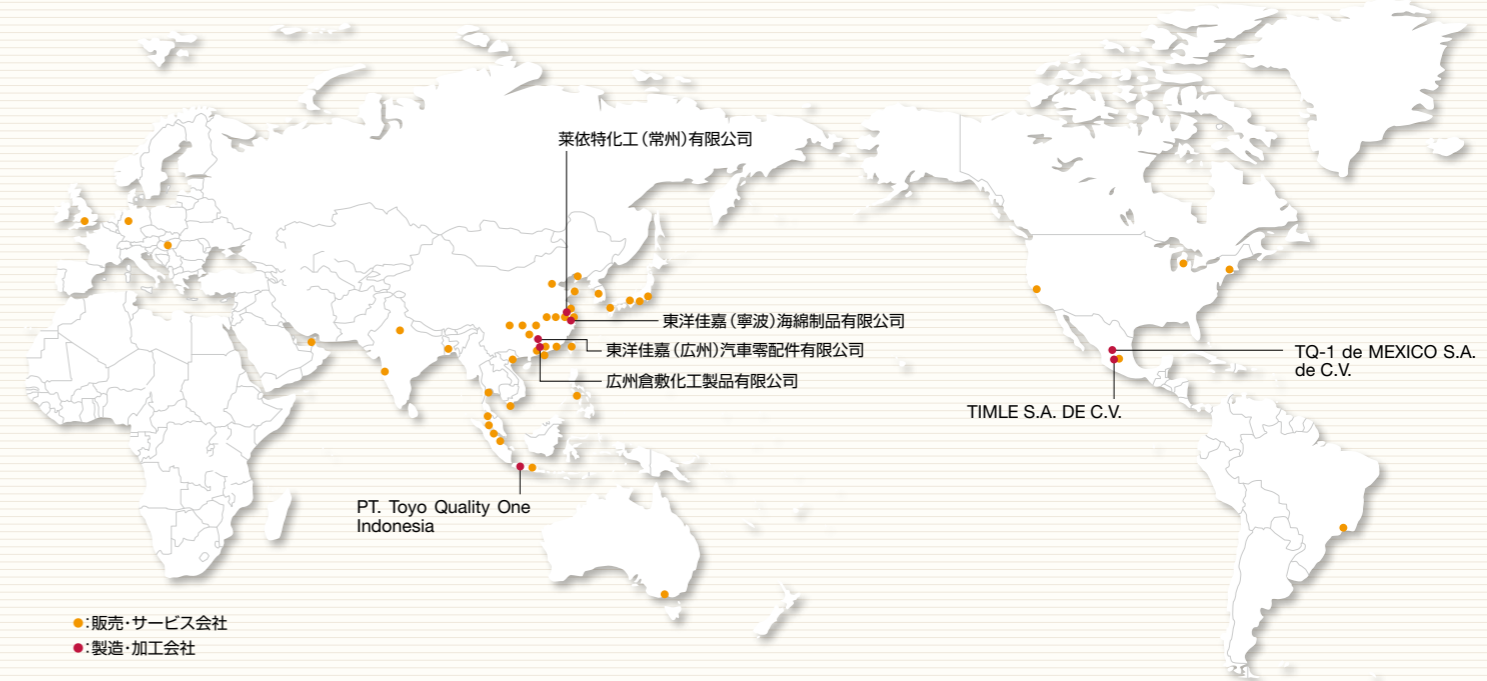 莱依特化工（常州）有限公司
東洋佳嘉（寧波）海綿制品有限公司
東洋佳嘉（広州）汽車零配件有限公司
広州倉敷化工製品有限公司
TQ-1 de MEXICO S.A.
de C.V.
TIMLE S.A. DE C.V.
PT. Toyo Quality One
Indonesia
●：販売・サービス会社
●：製造・加工会社